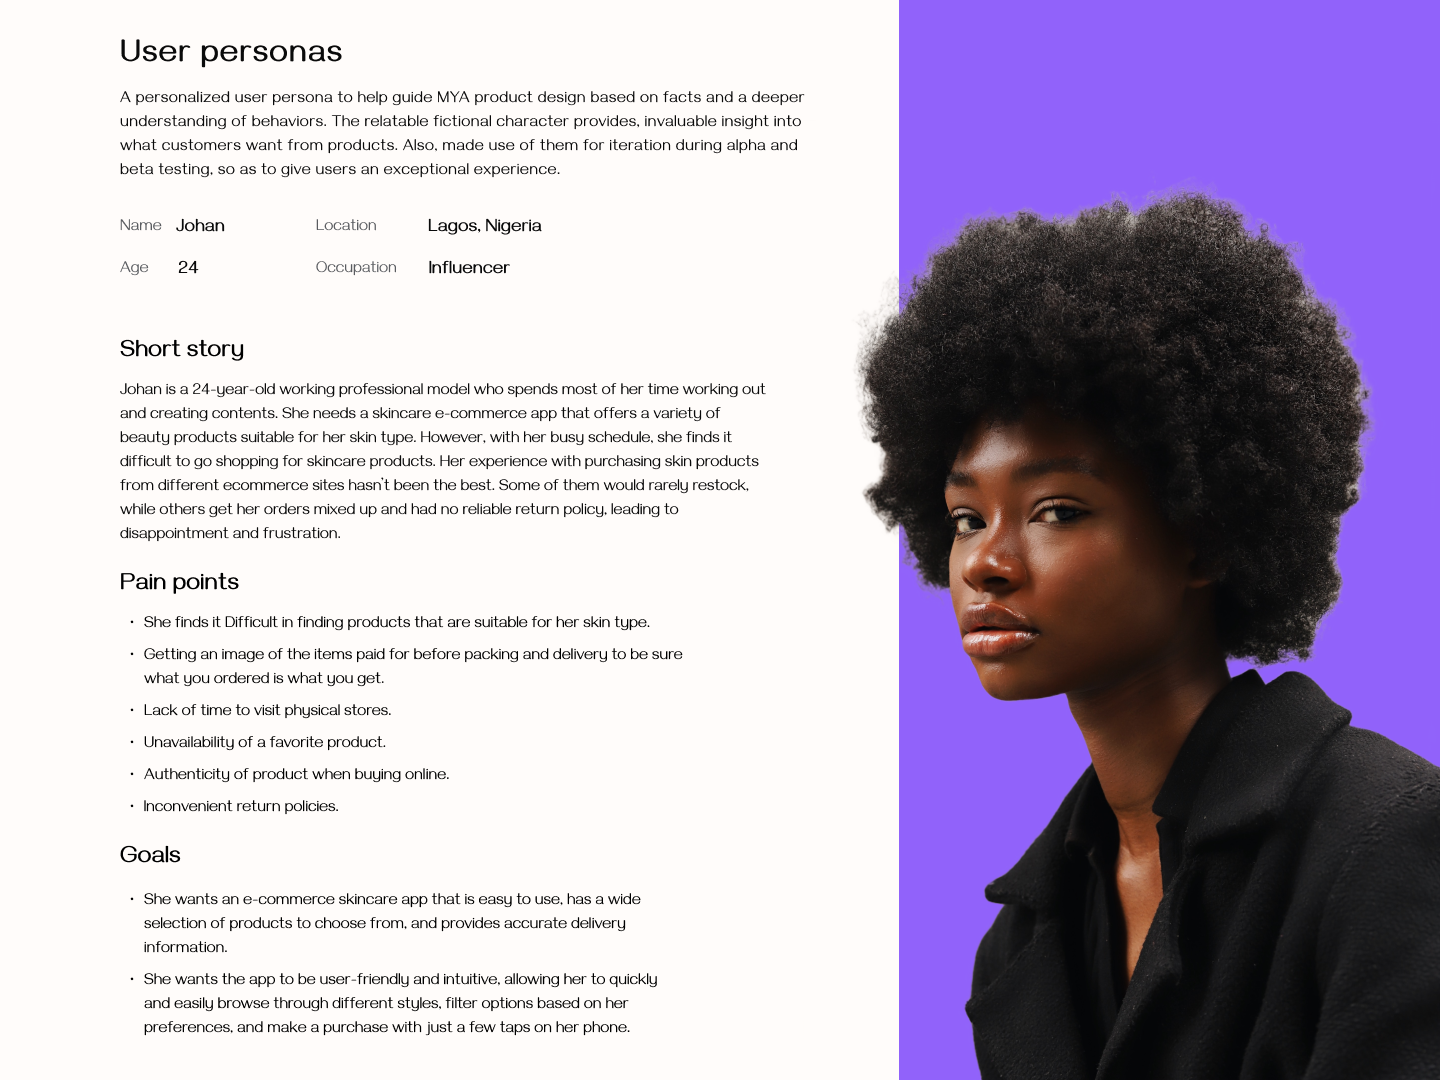 User personas
A personalized user persona to help guide MYA product design based on facts and a deeper
understanding of behaviors. The relatable fictional character provides, invaluable insight into
what customers want from products. Also, made use of them for iteration during alpha and
beta testing, so as to give users an exceptional experience.
Name Johan Location Lagos, Nigeria
Age 24 Occupation Influencer
Short story
Johan is a 24-year-old working professional model who spends most of her time working out
and creating contents. She needs a skincare e-commerce app that offers a variety of
beauty products suitable for her skin type. However, with her busy schedule, she finds it
difficult to go shopping for skincare products. Her experience with purchasing skin products
from different ecommerce sites hasn't been the best. Some of them would rarely restock,
while others get her orders mixed up and had no reliable return policy, leading to
disappointment and frustration.
Pain points
• She finds it Difficult in finding products that are suitable for her skin type.
• Getting an image of the items paid for before packing and delivery to be sure
what you ordered is what you get.
• Lack of time to visit physical stores.
• Unavailability of a favorite product.
• Authenticity of product when buying online.
• Inconvenient return policies.
Goals
• She wants an e-commerce skincare app that is easy to use, has a wide
selection of products to choose from, and provides accurate delivery
information.
• She wants the app to be user-friendly and intuitive, allowing her to quickly
and easily browse through different styles, filter options based on her
preferences, and make a purchase with just a few taps on her phone.